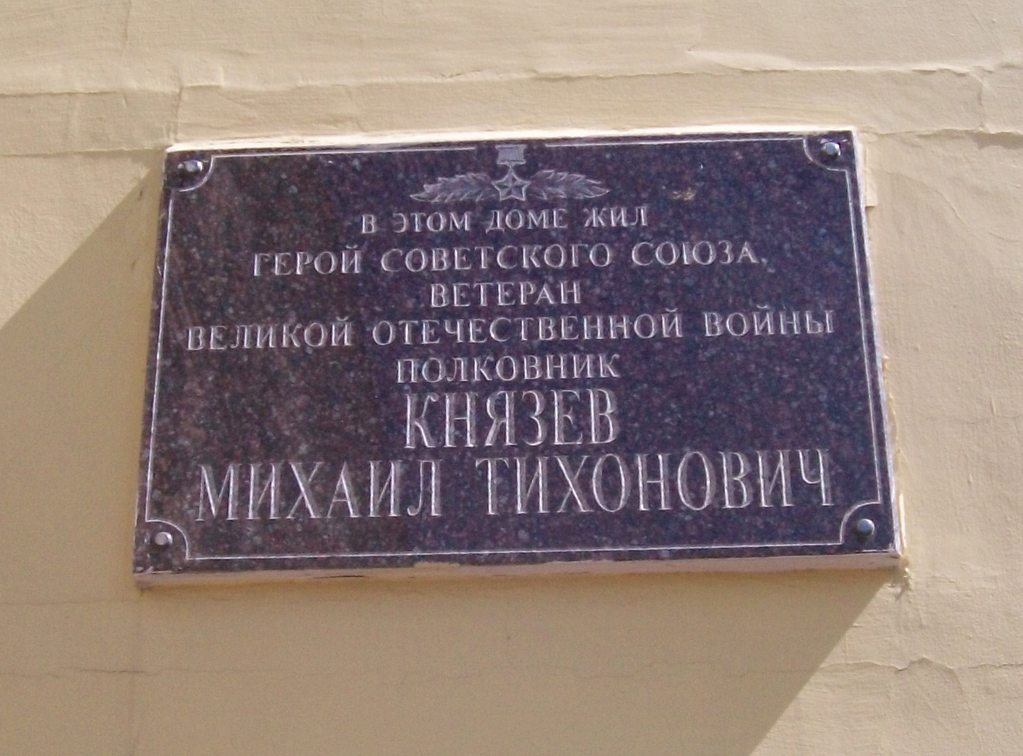 В ЭТОМ ДОМЕ ЖИЛ
ГЕРОЙ СОВЕТСКОГО СОЮЗА,
ВЕТЕРАН
ВЕЛИКОЙ ОТЕЧЕСТВЕННОЙ ВОЙНЫ
ПОЛКОВНИК
КНЯЗЕВ
МИХАИЛ ТИХОНОВИЧ